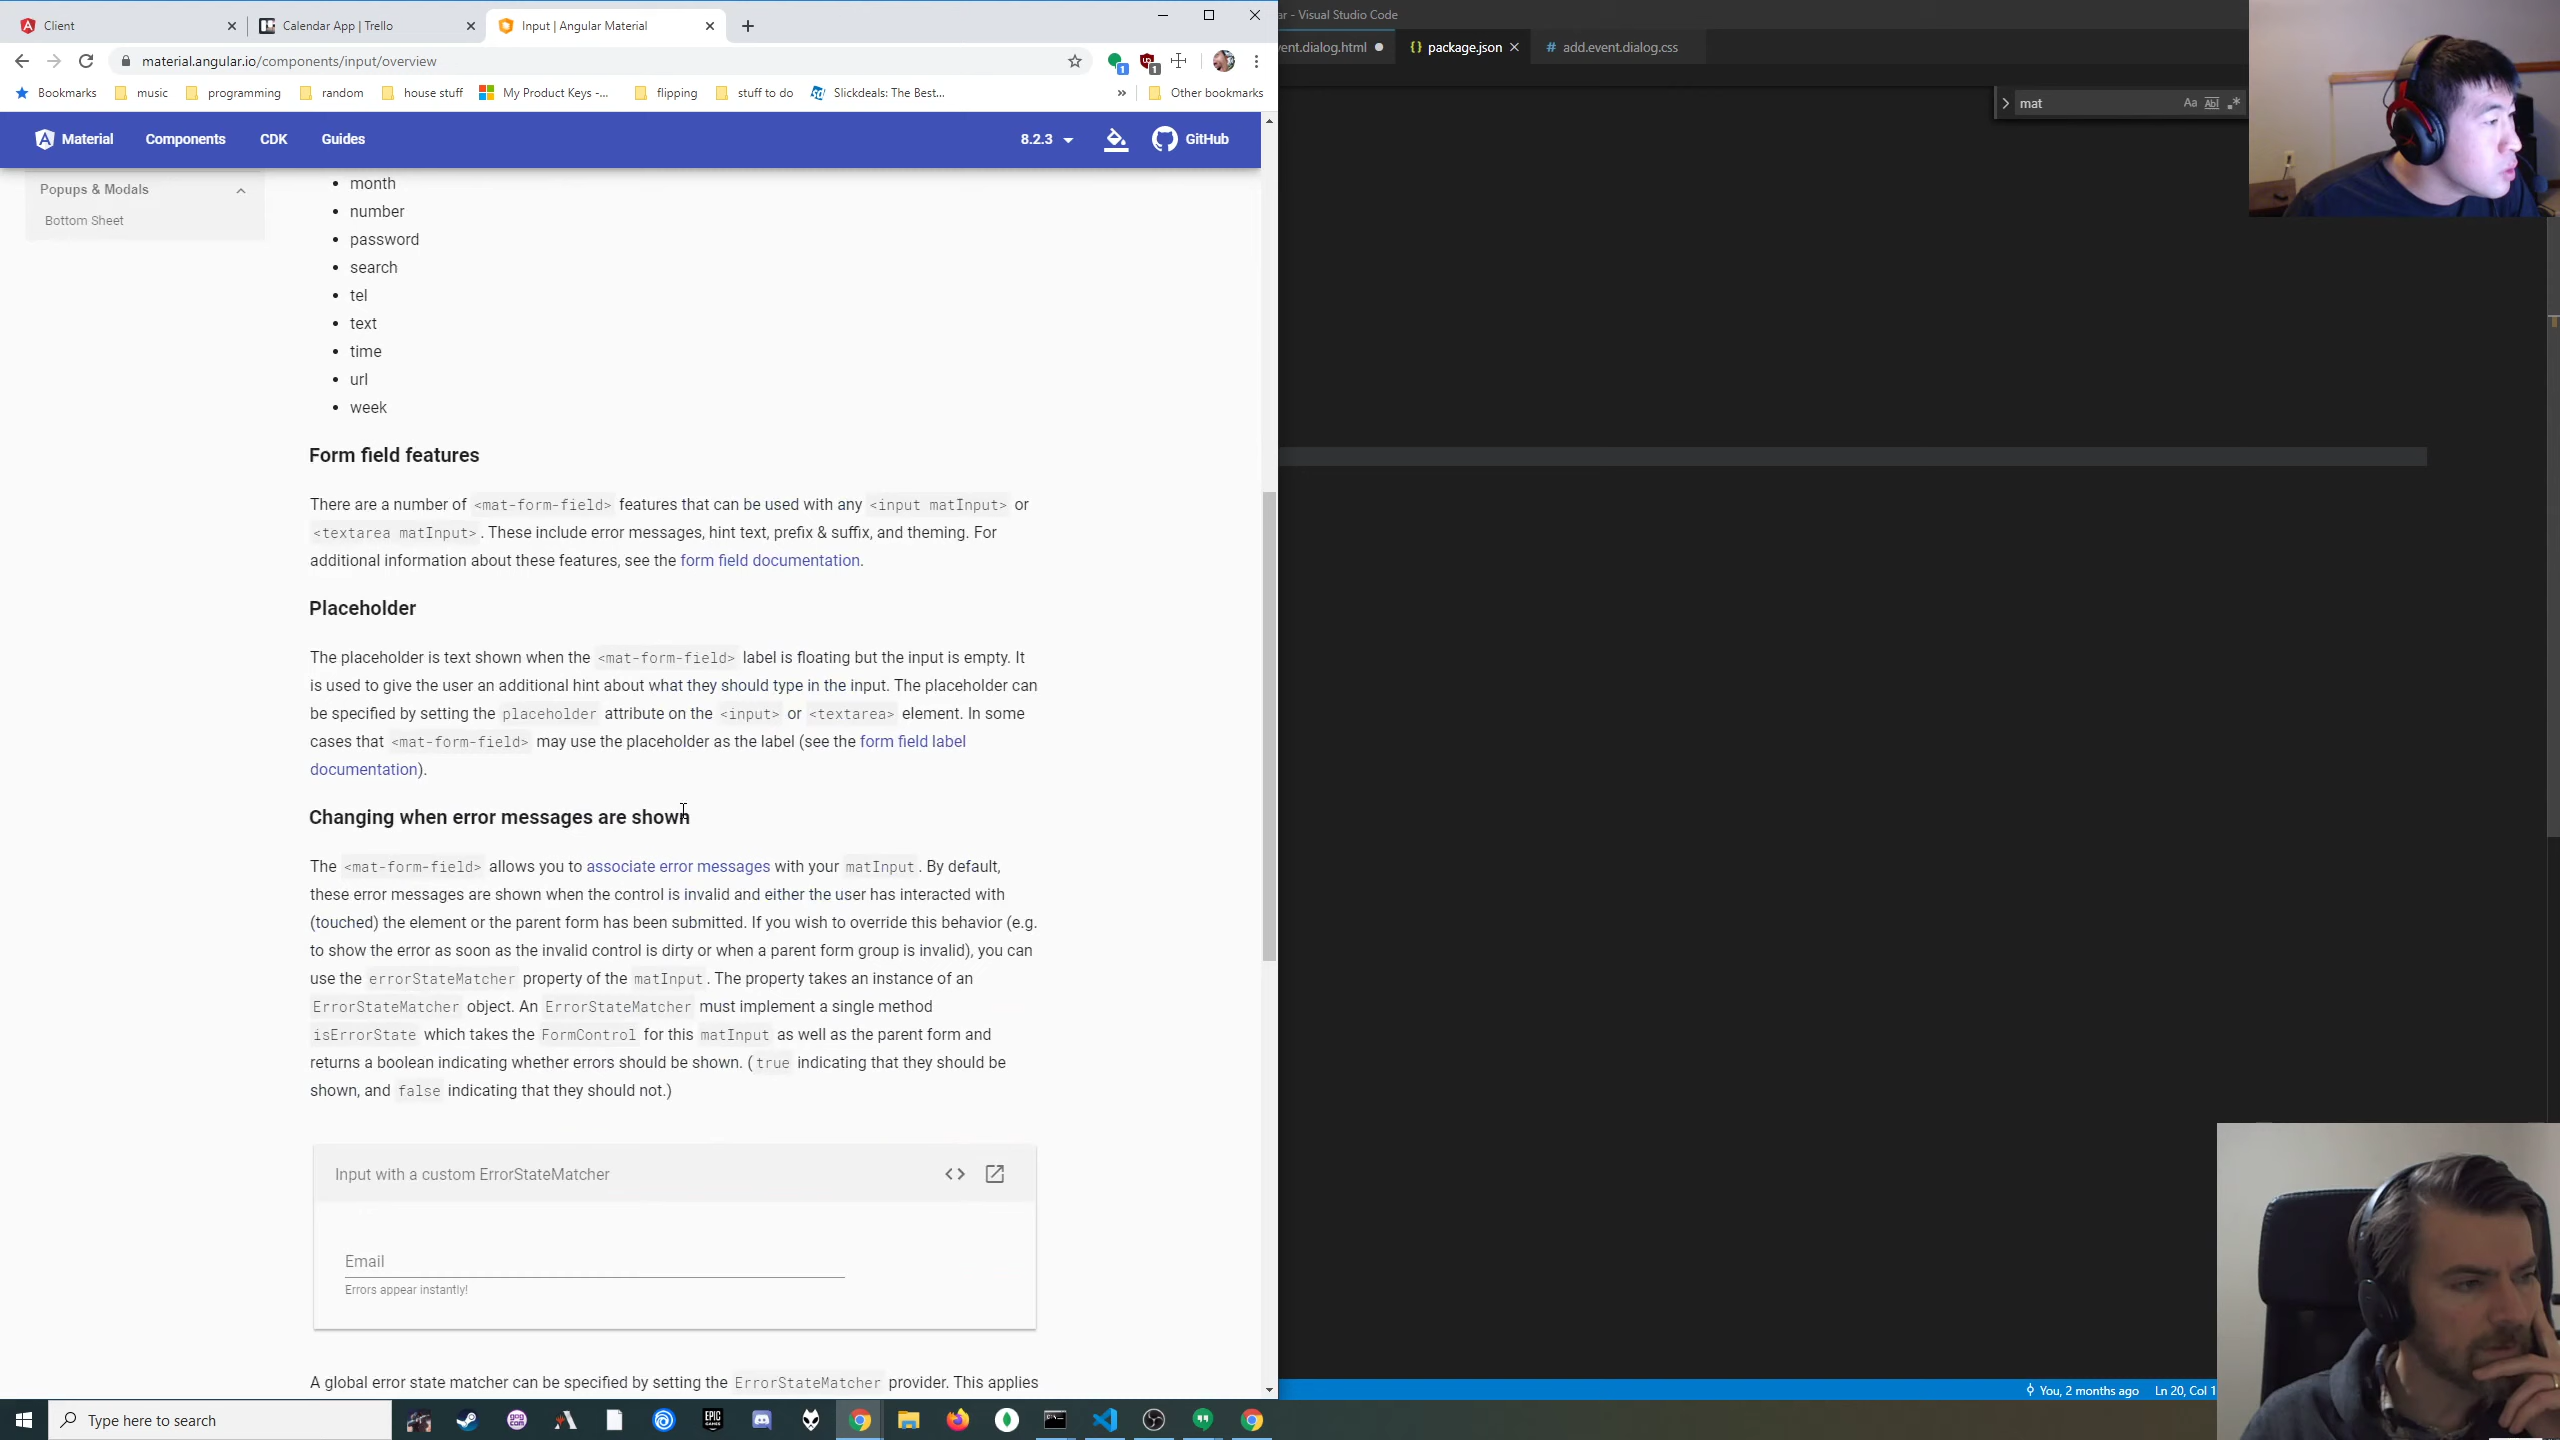 Client
Calendar App | Trello
Input | Angular Material
material.angular.io/components/input/overview
Bookmarks
music
programming
random
house stuff
My Product Keys -...
flipping
stuff to do
Slickdeals: The Best...
»
Other bookmarks
Material
Components
CDK
Guides
8.2.3
GitHub
Popups & Modals
Bottom Sheet
• month
• number
• password
• search
• tel
• text
• time
• url
• week
Form field features
There are a number of <mat-form-field> features that can be used with any <input matInput> or
<textarea matInput>. These include error messages, hint text, prefix & suffix, and theming. For
additional information about these features, see the form field documentation.
Placeholder
The placeholder is text shown when the <mat-form-field> label is floating but the input is empty. It
is used to give the user an additional hint about what they should type in the input. The placeholder can
be specified by setting the placeholder attribute on the <input> or <textarea> element. In some
cases that <mat-form-field> may use the placeholder as the label (see the form field label
documentation).
Changing when error messages are shown
The <mat-form-field> allows you to associate error messages with your matInput. By default,
these error messages are shown when the control is invalid and either the user has interacted with
(touched) the element or the parent form has been submitted. If you wish to override this behavior (e.g.
to show the error as soon as the invalid control is dirty or when a parent form group is invalid), you can
use the errorStateMatcher property of the matInput. The property takes an instance of an
ErrorStateMatcher object. An ErrorStateMatcher must implement a single method
isErrorState which takes the FormControl for this matInput as well as the parent form and
returns a boolean indicating whether errors should be shown. (true indicating that they should be
shown, and false indicating that they should not.)
Input with a custom ErrorStateMatcher
<>
Email
Errors appear instantly!
A global error state matcher can be specified by setting the ErrorStateMatcher provider. This applies
ar - Visual Studio Code
vent.dialog.html
{} package.json
# add.event.dialog.css
mat
Aa
Abl
You, 2 months ago
Ln 20, Col 1
Type here to search
EPIC GAMES
gog com